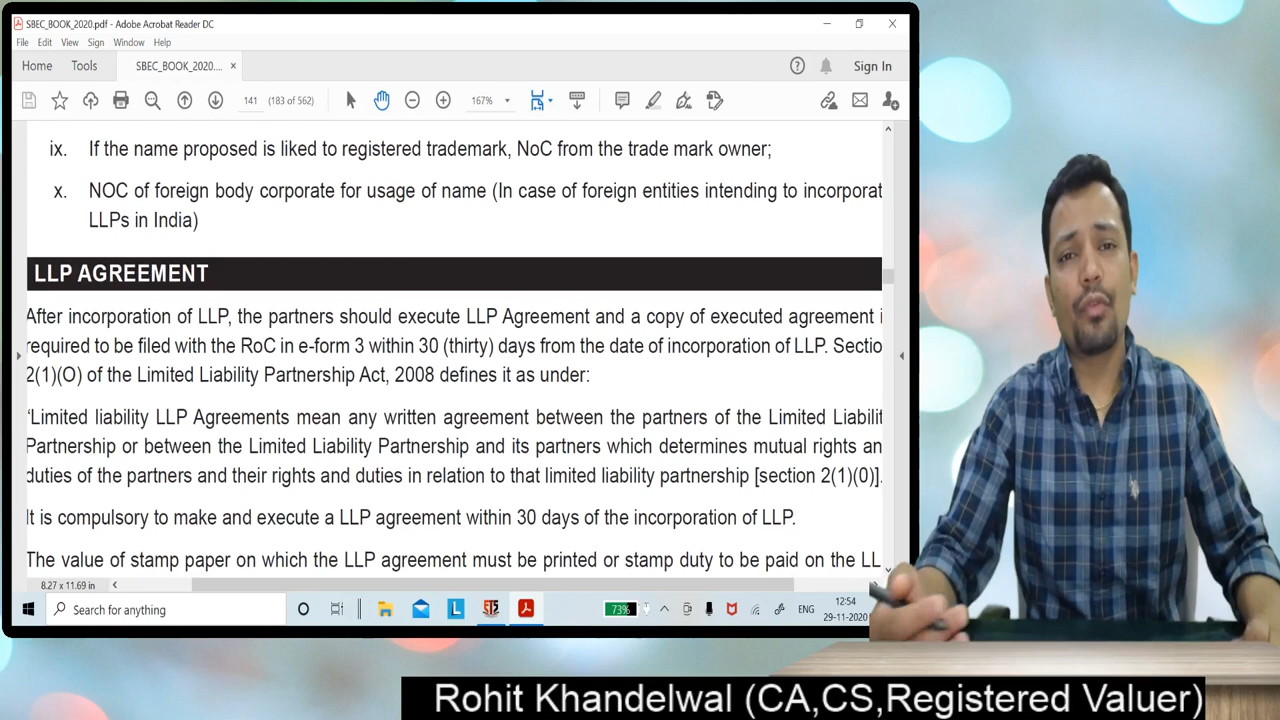 SBEC_BOOK_2020.pdf - Adobe Acrobat Reader DC
File Edit View Sign Window Help
Home Tools SBEC_BOOK_2020.... × Sign In
141 (183 of 562) 167%
ix. If the name proposed is liked to registered trademark, NoC from the trade mark owner;
x. NOC of foreign body corporate for usage of name (In case of foreign entities intending to incorporat
LLPs in India)
LLP AGREEMENT
After incorporation of LLP, the partners should execute LLP Agreement and a copy of executed agreement i
required to be filed with the RoC in e-form 3 within 30 (thirty) days from the date of incorporation of LLP. Sectio
2(1)(O) of the Limited Liability Partnership Act, 2008 defines it as under:
'Limited liability LLP Agreements mean any written agreement between the partners of the Limited Liabilit
Partnership or between the Limited Liability Partnership and its partners which determines mutual rights an
duties of the partners and their rights and duties in relation to that limited liability partnership [section 2(1)(0)].
It is compulsory to make and execute a LLP agreement within 30 days of the incorporation of LLP.
The value of stamp paper on which the LLP agreement must be printed or stamp duty to be paid on the LL
8.27 x 11.69 in
Search for anything L 73% ENG 12:54
29-11-2020
Rohit Khandelwal (CA,CS,Registered Valuer)